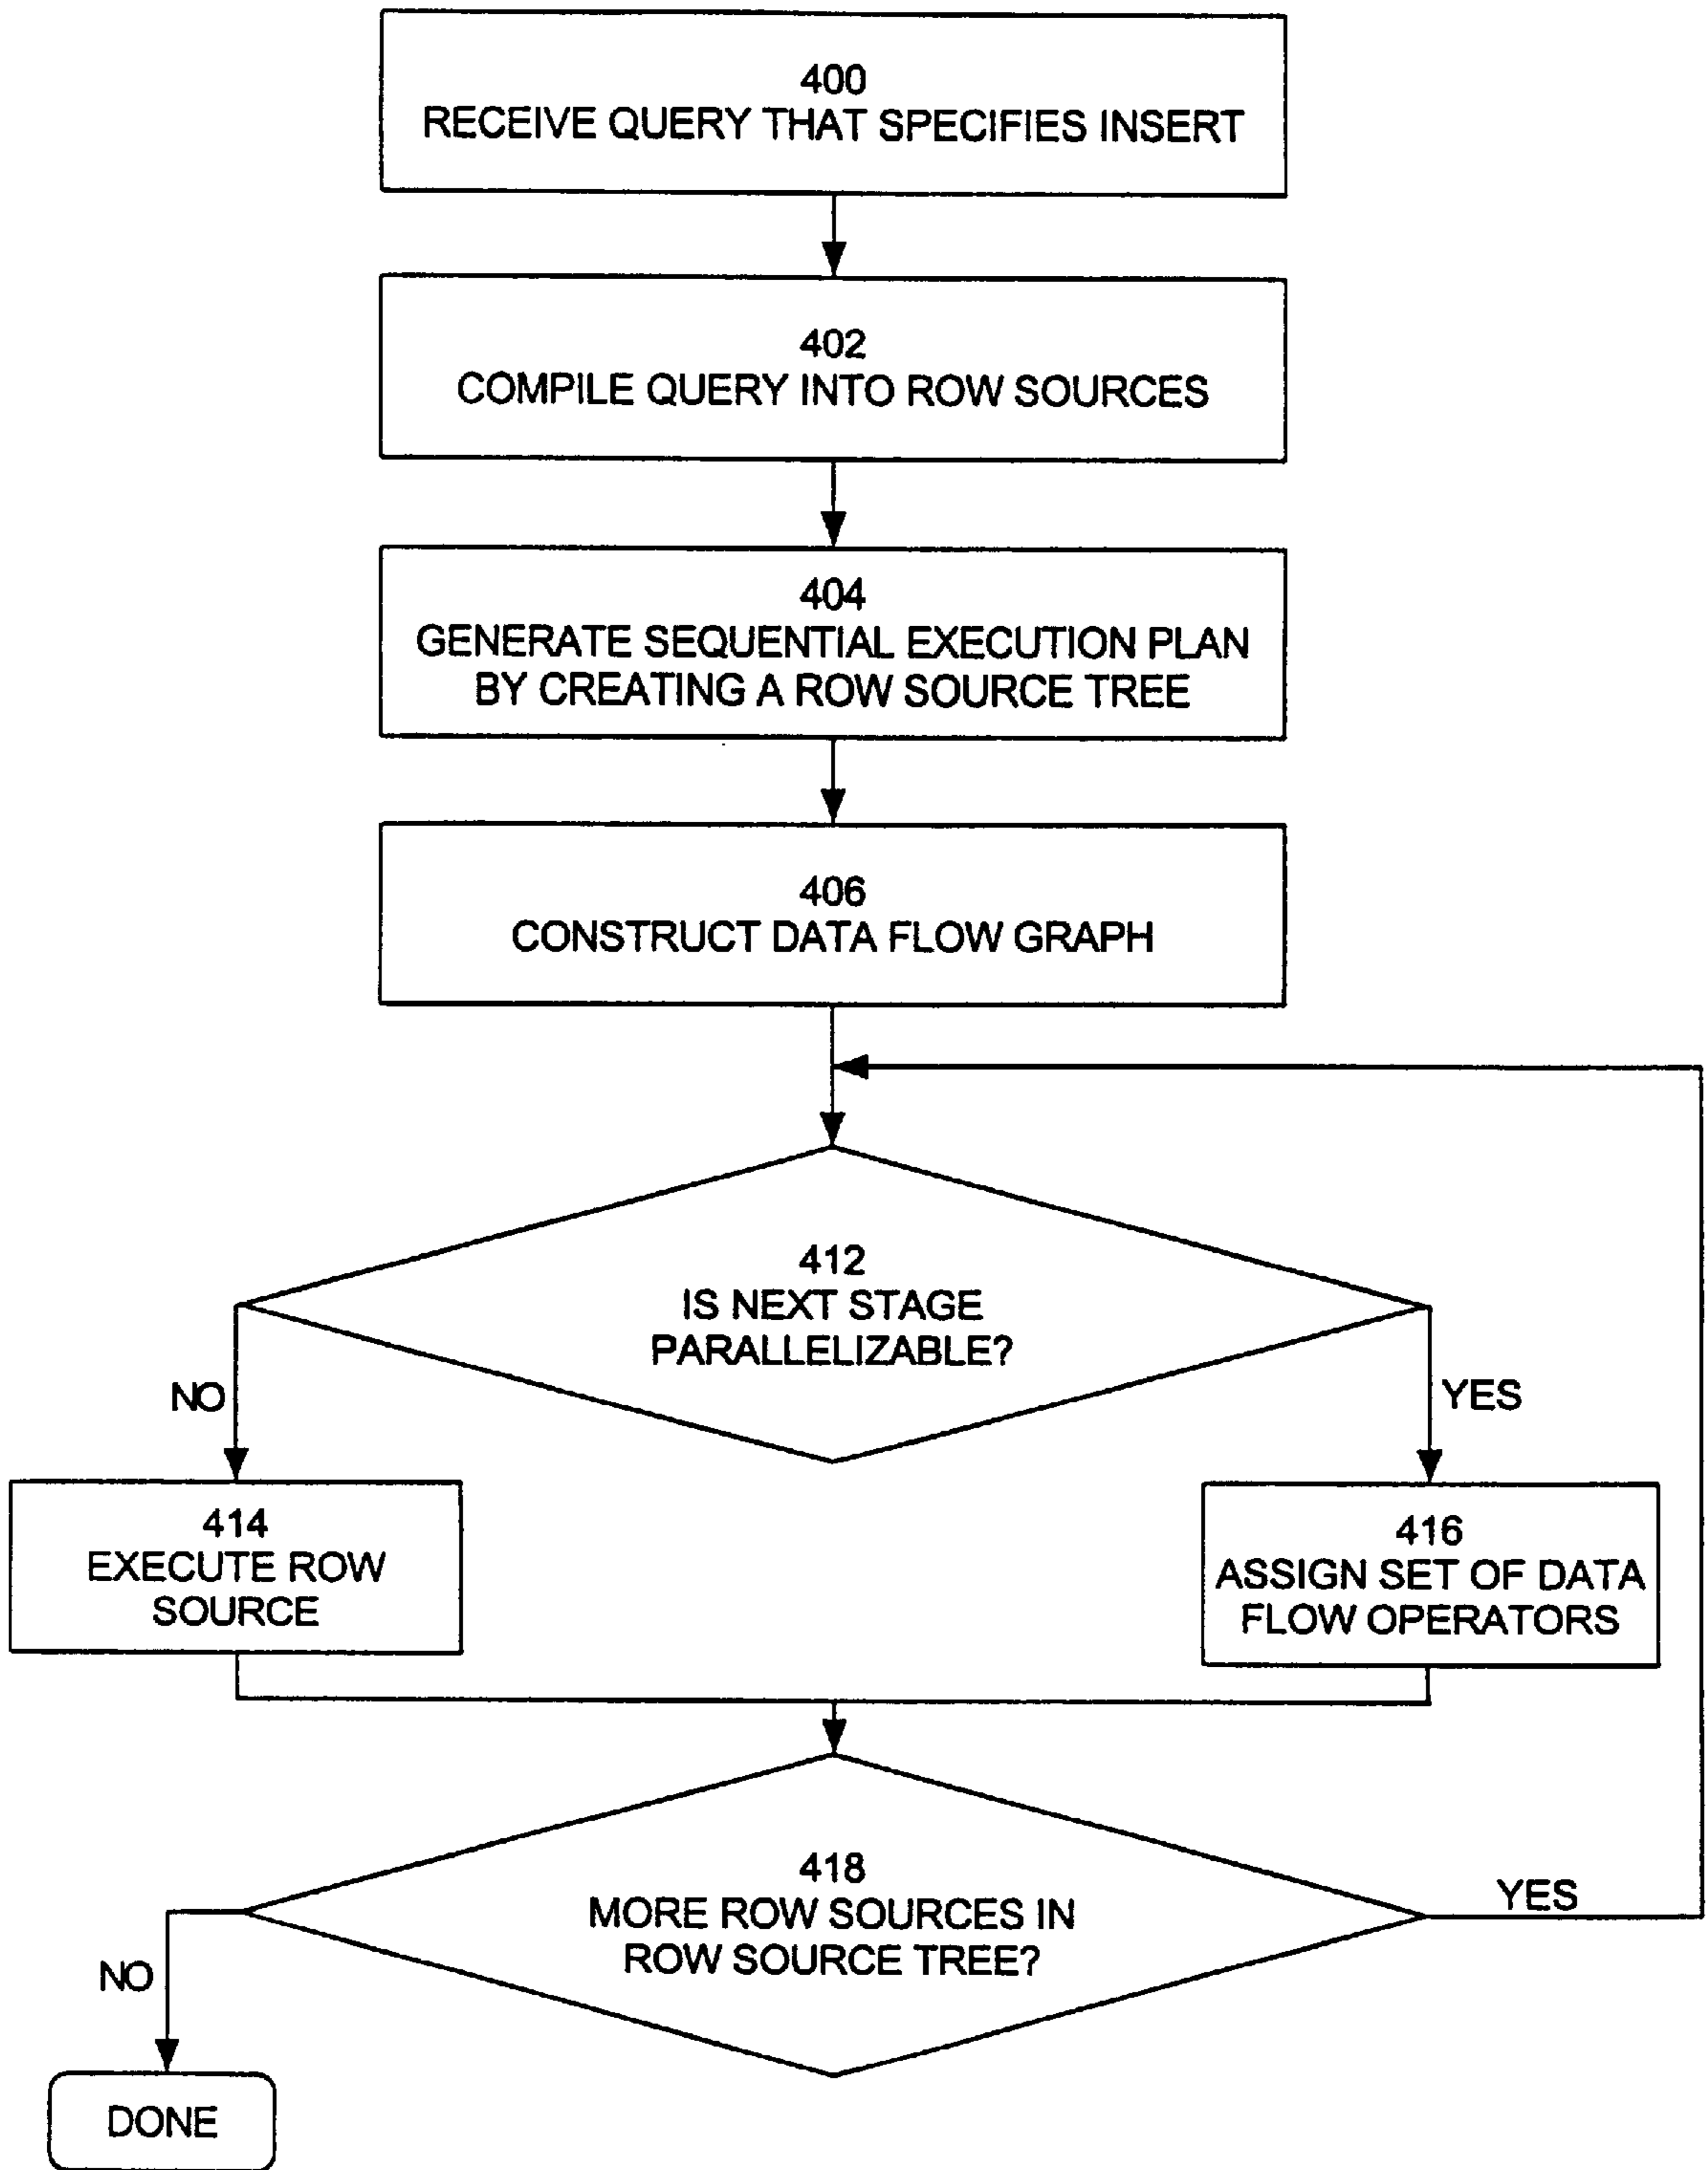 400
RECEIVE QUERY THAT SPECIFIES INSERT
402
COMPILE QUERY INTO ROW SOURCES
404
GENERATE SEQUENTIAL EXECUTION PLAN
BY CREATING A ROW SOURCE TREE
406
CONSTRUCT DATA FLOW GRAPH
412
IS NEXT STAGE
PARALLELIZABLE?
NO
YES
414
EXECUTE ROW
SOURCE
416
ASSIGN SET OF DATA
FLOW OPERATORS
418
MORE ROW SOURCES IN
ROW SOURCE TREE?
YES
NO
DONE